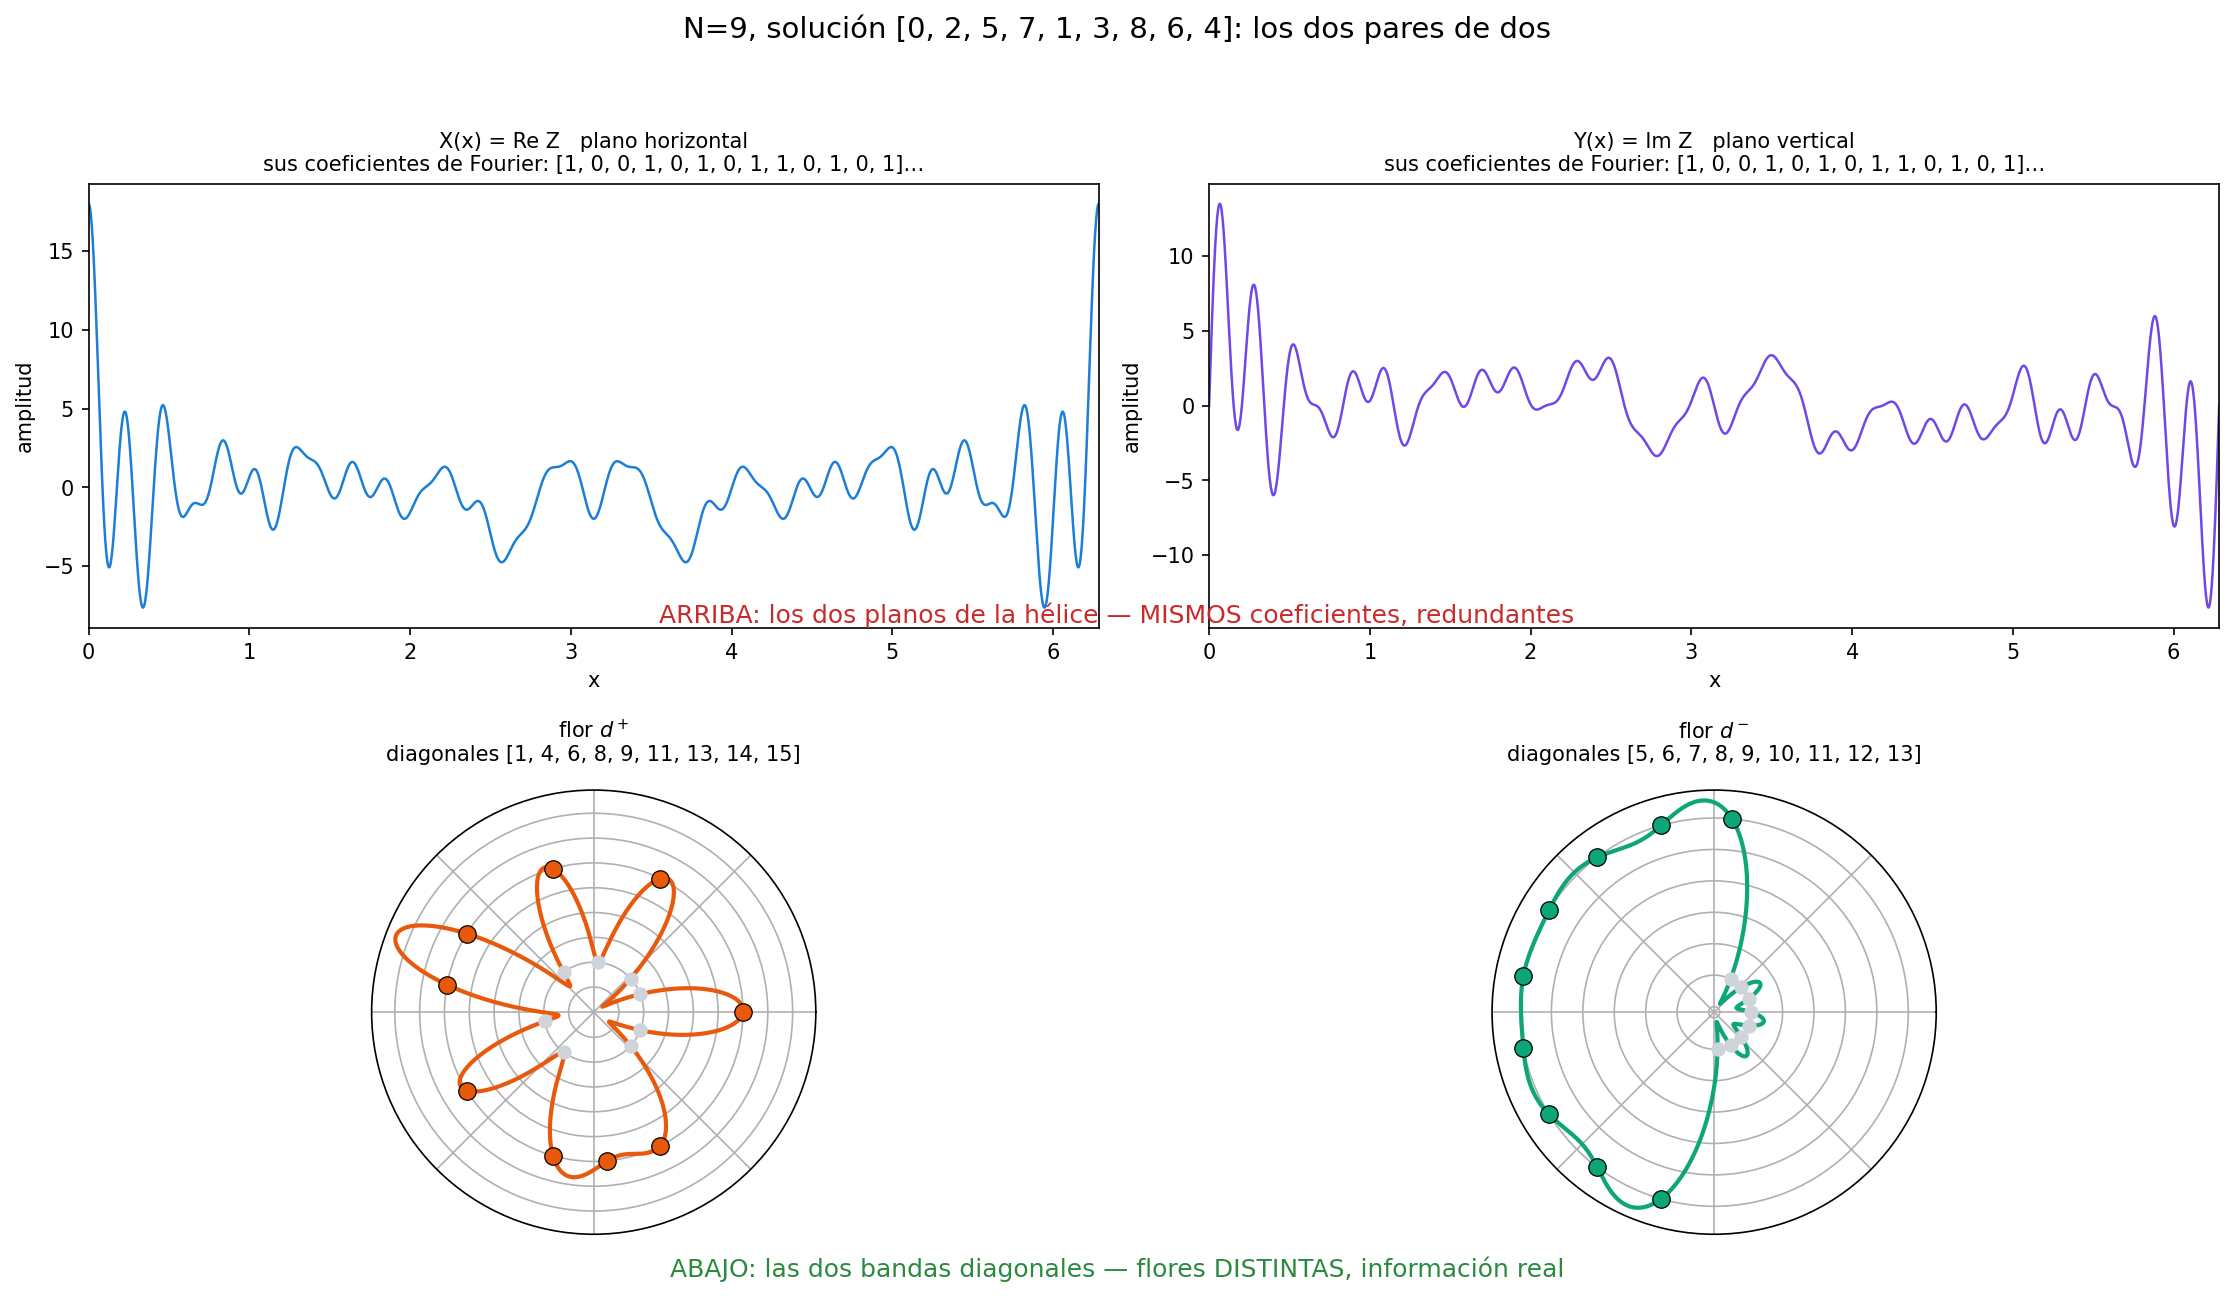 N=9, solución [0, 2, 5, 7, 1, 3, 8, 6, 4]: los dos pares de dos
X(x) = Re Z   plano horizontal
sus coeficientes de Fourier: [1, 0, 0, 1, 0, 1, 0, 1, 1, 0, 1, 0, 1]...
amplitud
15
10
5
0
−5
0 1 2 3 4 5 6
x
Y(x) = Im Z   plano vertical
sus coeficientes de Fourier: [1, 0, 0, 1, 0, 1, 0, 1, 1, 0, 1, 0, 1]...
amplitud
10
5
0
−5
−10
0 1 2 3 4 5 6
x
ARRIBA: los dos planos de la hélice — MISMOS coeficientes, redundantes
flor d⁺
diagonales [1, 4, 6, 8, 9, 11, 13, 14, 15]
flor d⁻
diagonales [5, 6, 7, 8, 9, 10, 11, 12, 13]
ABAJO: las dos bandas diagonales — flores DISTINTAS, información real